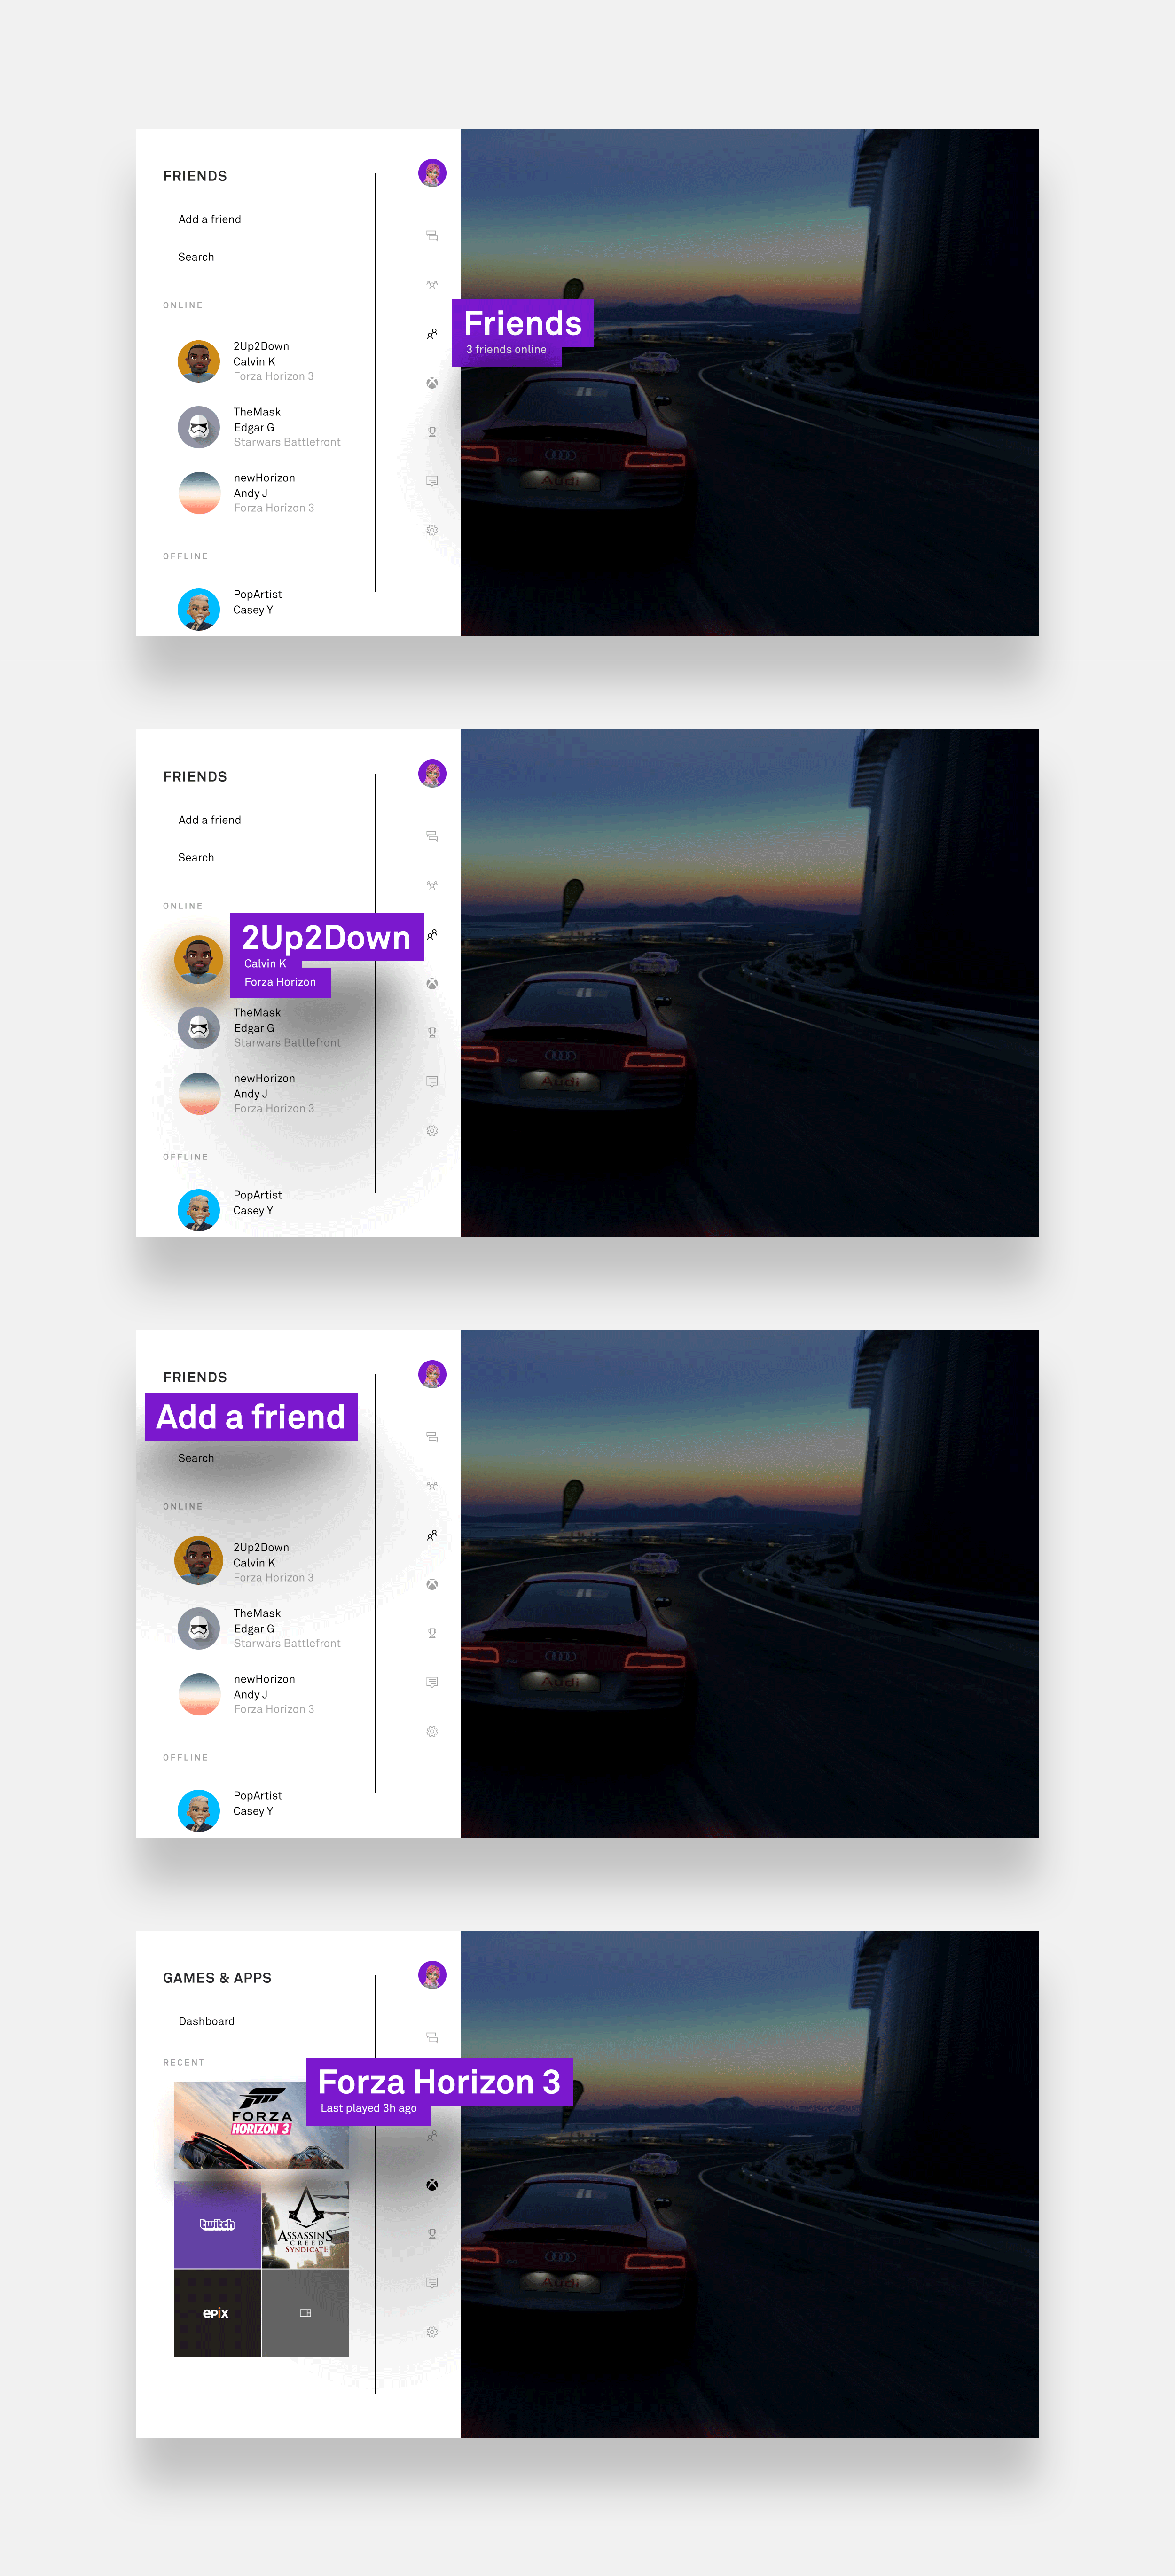 FRIENDS
Add a friend
Search
ONLINE
2Up2Down
Calvin K
Forza Horizon 3
TheMask
Edgar G
Starwars Battlefront
newHorizon
Andy J
Forza Horizon 3
OFFLINE
PopArtist
Casey Y
Friends
3 friends online
Audi
FRIENDS
Add a friend
Search
ONLINE
2Up2Down
Calvin K
Forza Horizon
TheMask
Edgar G
Starwars Battlefront
newHorizon
Andy J
Forza Horizon 3
OFFLINE
PopArtist
Casey Y
Audi
FRIENDS
Add a friend
Search
ONLINE
2Up2Down
Calvin K
Forza Horizon 3
TheMask
Edgar G
Starwars Battlefront
newHorizon
Andy J
Forza Horizon 3
OFFLINE
PopArtist
Casey Y
Audi
GAMES & APPS
Dashboard
RECENT
Forza Horizon 3
Last played 3h ago
FORZA
HORIZON 3
twitch
ASSASSIN'S
CREED
SYNDICATE
epix
Audi